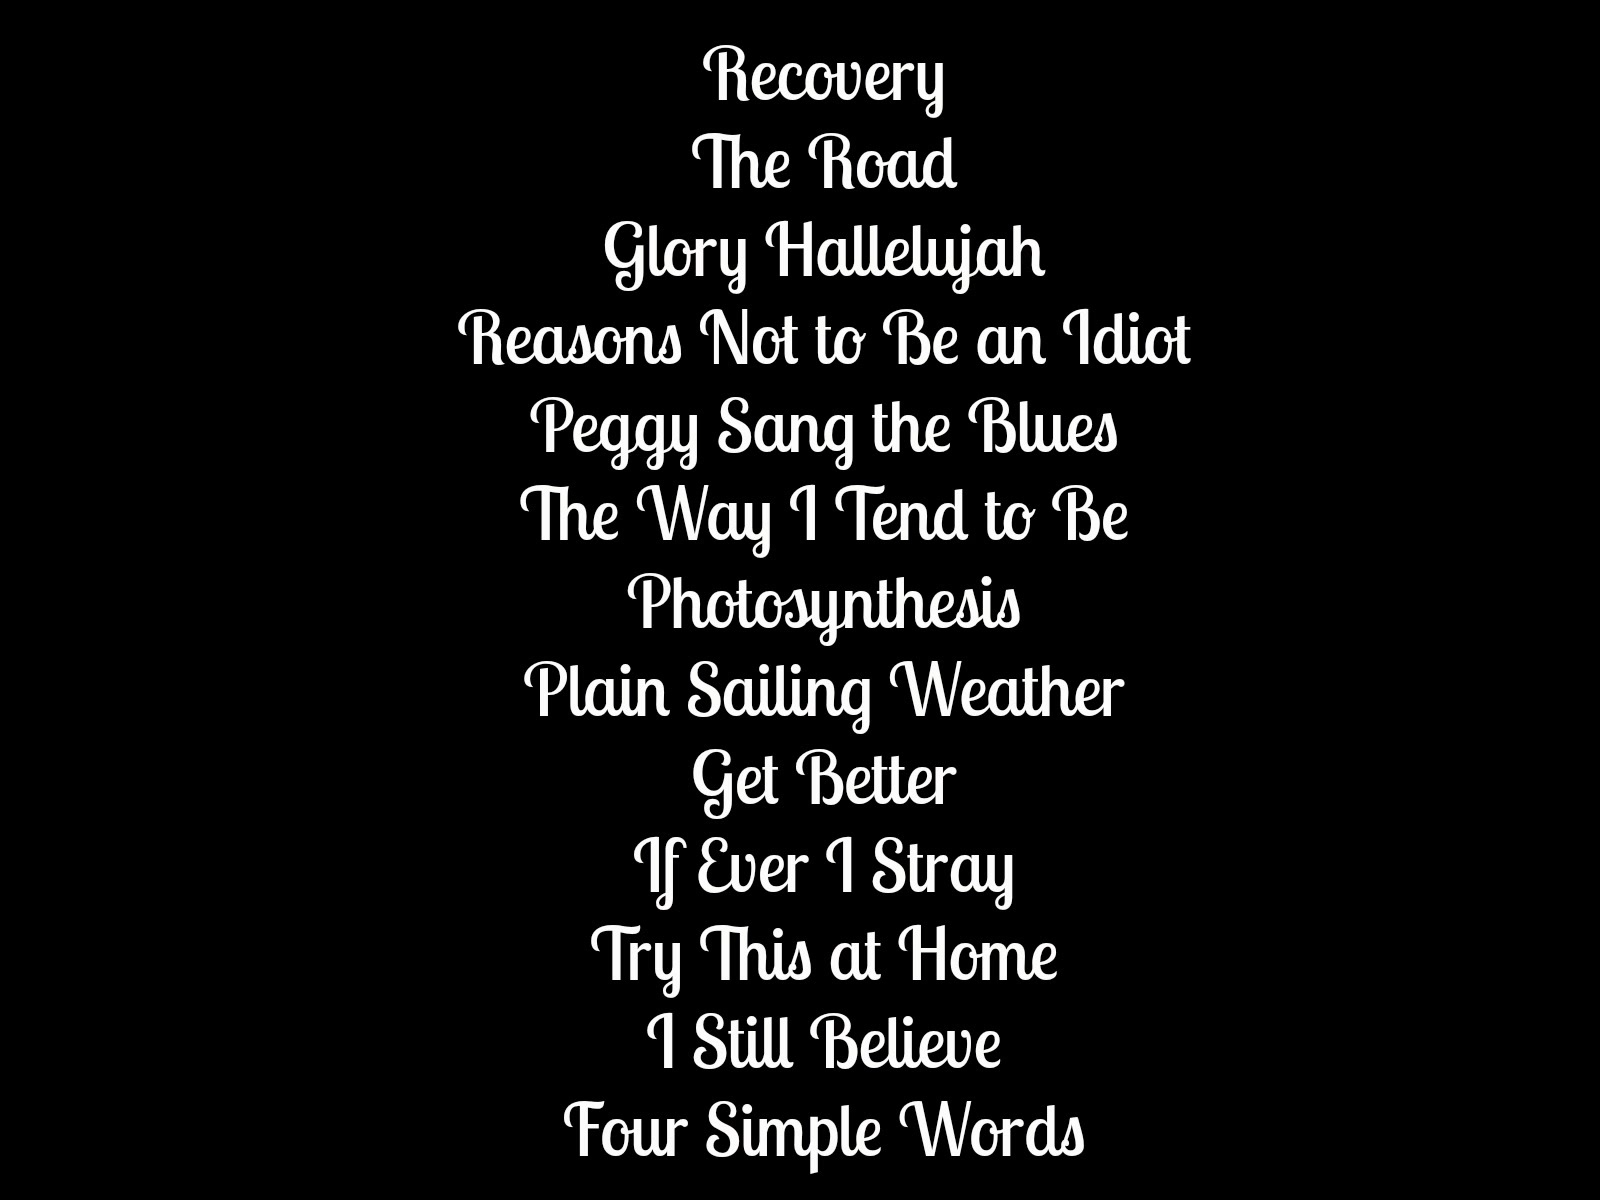 Recovery
The Road
Glory Hallelujah
Reasons Not to Be an Idiot
Peggy Sang the Blues
The Way I Tend to Be
Photosynthesis
Plain Sailing Weather
Get Better
If Ever I Stray
Try This at Home
I Still Believe
Four Simple Words